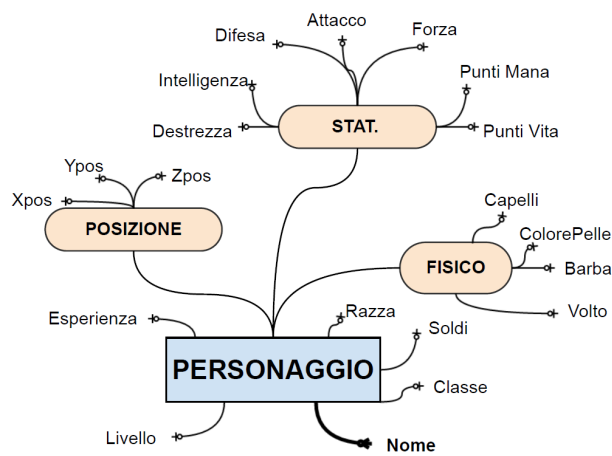 Attacco
Difesa
Forza
Intelligenza
Punti Mana
STAT.
Destrezza
Punti Vita
Ypos
Zpos
Xpos
POSIZIONE
Capelli
ColorePelle
FISICO
Barba
Volto
Esperienza
Razza
Soldi
PERSONAGGIO
Classe
Livello
Nome